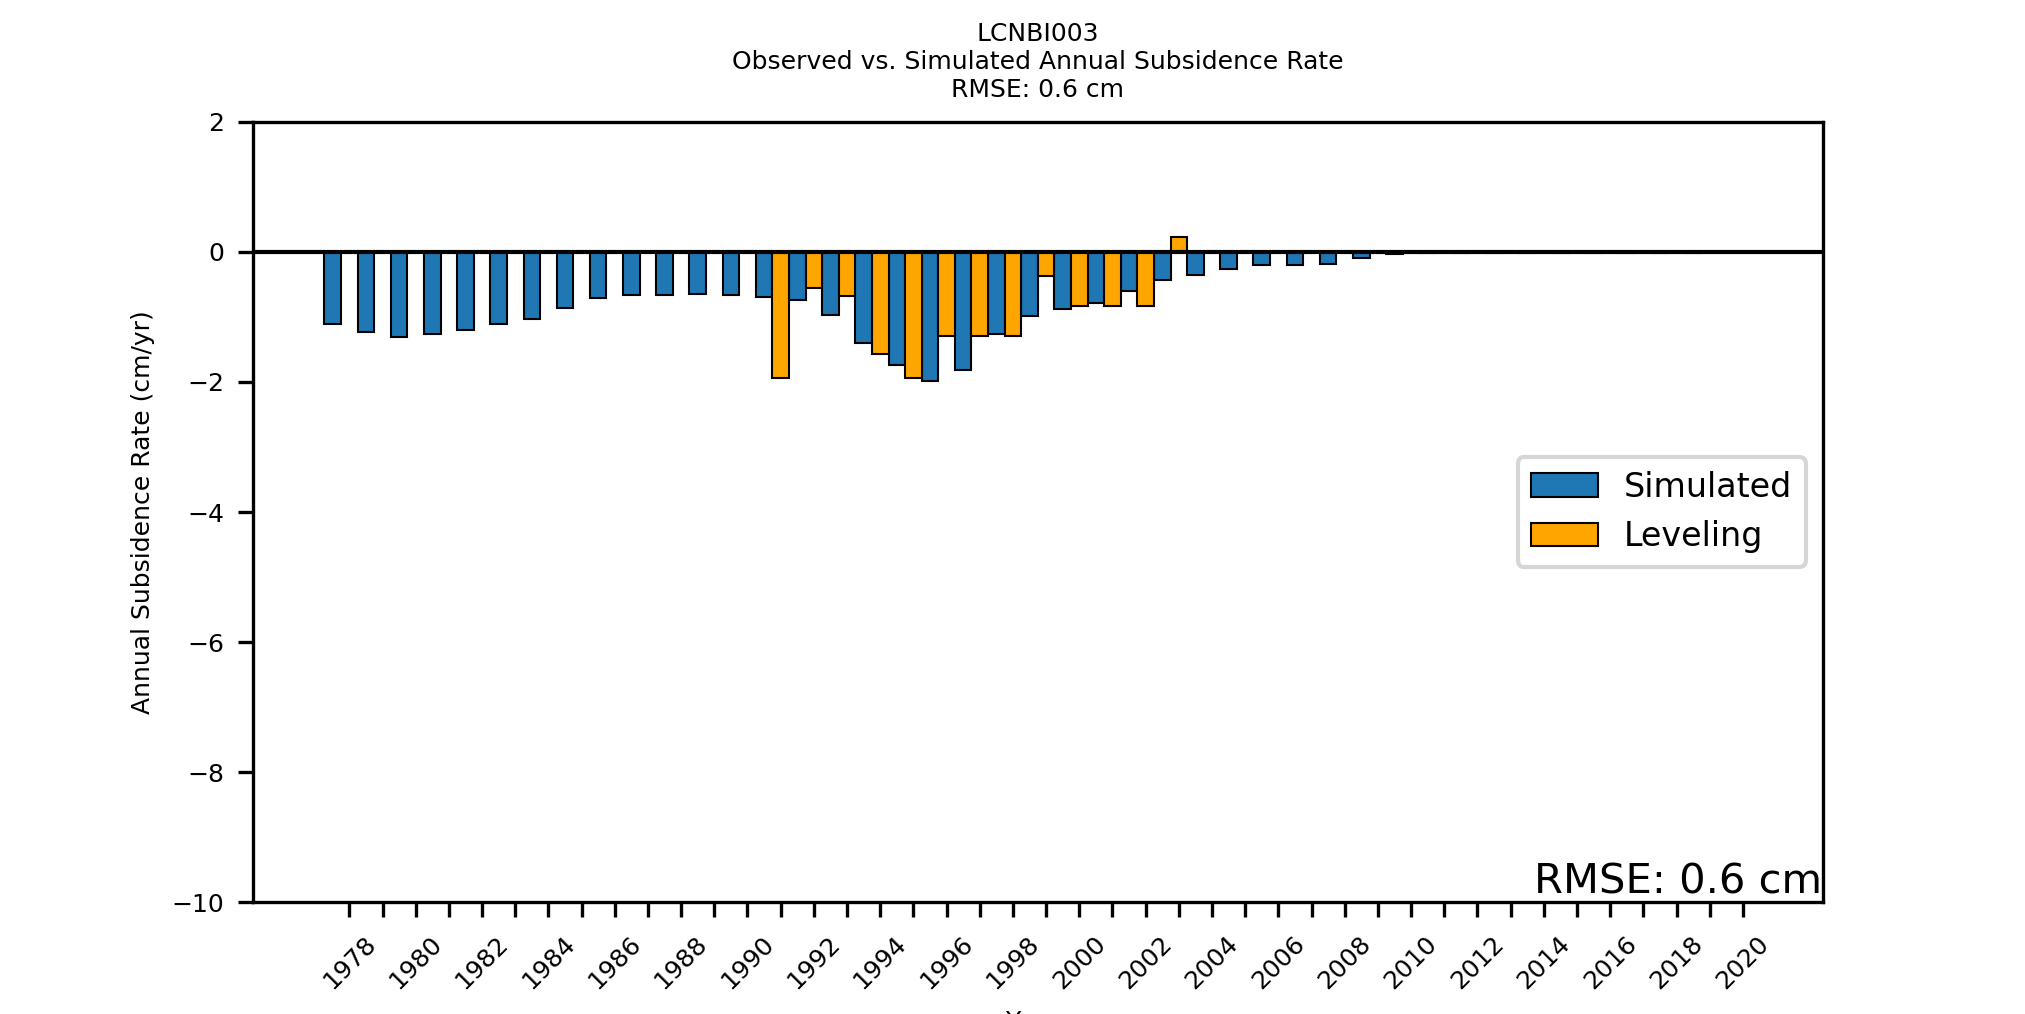 LCNBI003
Observed vs. Simulated Annual Subsidence Rate
RMSE: 0.6 cm
Annual Subsidence Rate (cm/yr)
2
0
−2
−4
−6
−8
−10
Simulated
Leveling
RMSE: 0.6 cm
1978 1980 1982 1984 1986 1988 1990 1992 1994 1996 1998 2000 2002 2004 2006 2008 2010 2012 2014 2016 2018 2020